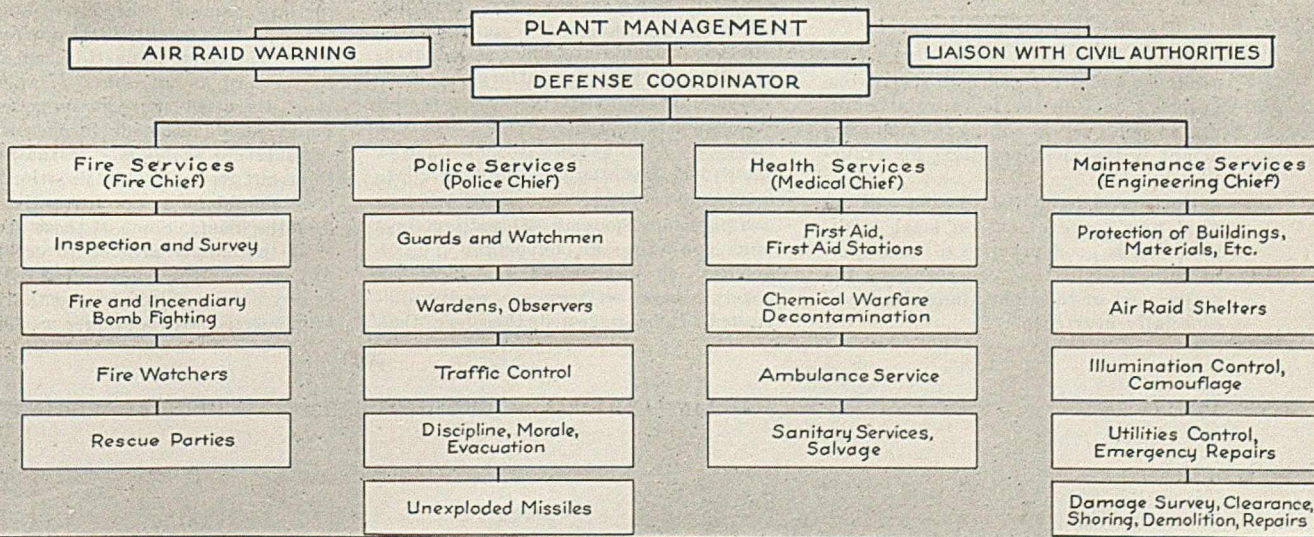 PLANT MANAGEMENT
AIR RAID WARNING
LIAISON WITH CIVIL AUTHORITIES
DEFENSE COORDINATOR
Fire Services
(Fire Chief)
Inspection and Survey
Fire and Incendiary
Bomb Fighting
Fire Watchers
Rescue Parties
Police Services
(Police Chief)
Guards and Watchmen
Wardens, Observers
Traffic Control
Discipline, Morale,
Evacuation
Unexploded Missiles
Health Services
(Medical Chief)
First Aid,
First Aid Stations
Chemical Warfare
Decontamination
Ambulance Service
Sanitary Services,
Salvage
Maintenance Services
(Engineering Chief)
Protection of Buildings,
Materials, Etc.
Air Raid Shelters
Illumination Control,
Camouflage
Utilities Control,
Emergency Repairs
Damage Survey, Clearance,
Shoring, Demolition, Repairs